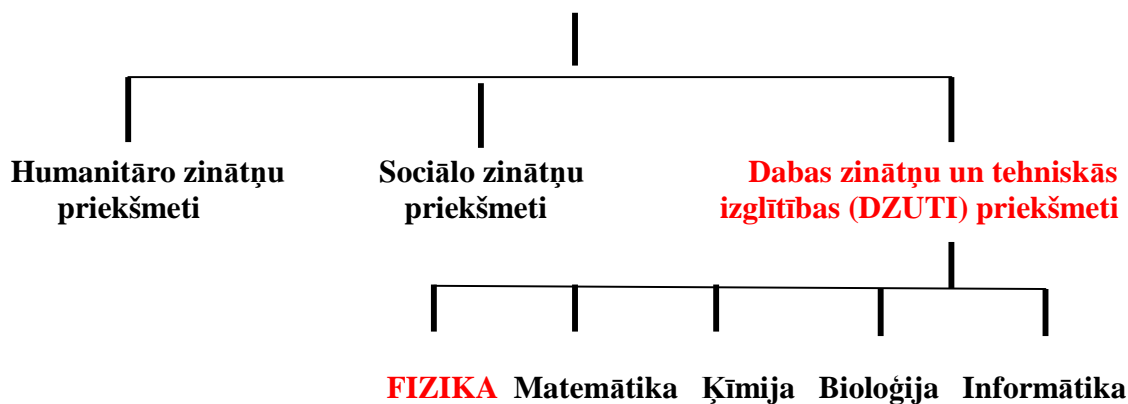 Humanitāro zinātņu
priekšmeti
Sociālo zinātņu
priekšmeti
Dabas zinātņu un tehniskās
izglītības (DZUTI) priekšmeti
FIZIKA Matemātika Ķīmija Bioloģija Informātika